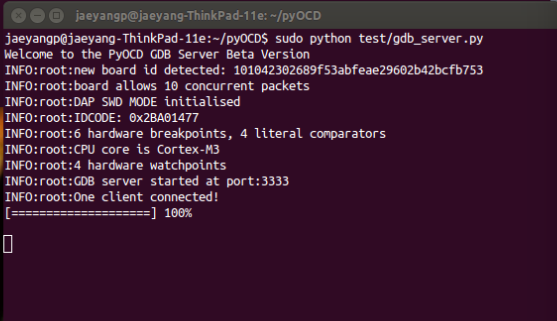 jaeyangp@jaeyang-ThinkPad-11e: ~/pyOCD
jaeyangp@jaeyang-ThinkPad-11e:~/pyOCD$ sudo python test/gdb_server.py
Welcome to the PyOCD GDB Server Beta Version
INFO:root:new board id detected: 101042302689f53abfeae29602b42bcfb753
INFO:root:board allows 10 concurrent packets
INFO:root:DAP SWD MODE initialised
INFO:root:IDCODE: 0x2BA01477
INFO:root:6 hardware breakpoints, 4 literal comparators
INFO:root:CPU core is Cortex-M3
INFO:root:4 hardware watchpoints
INFO:root:GDB server started at port:3333
INFO:root:One client connected!
[====================] 100%